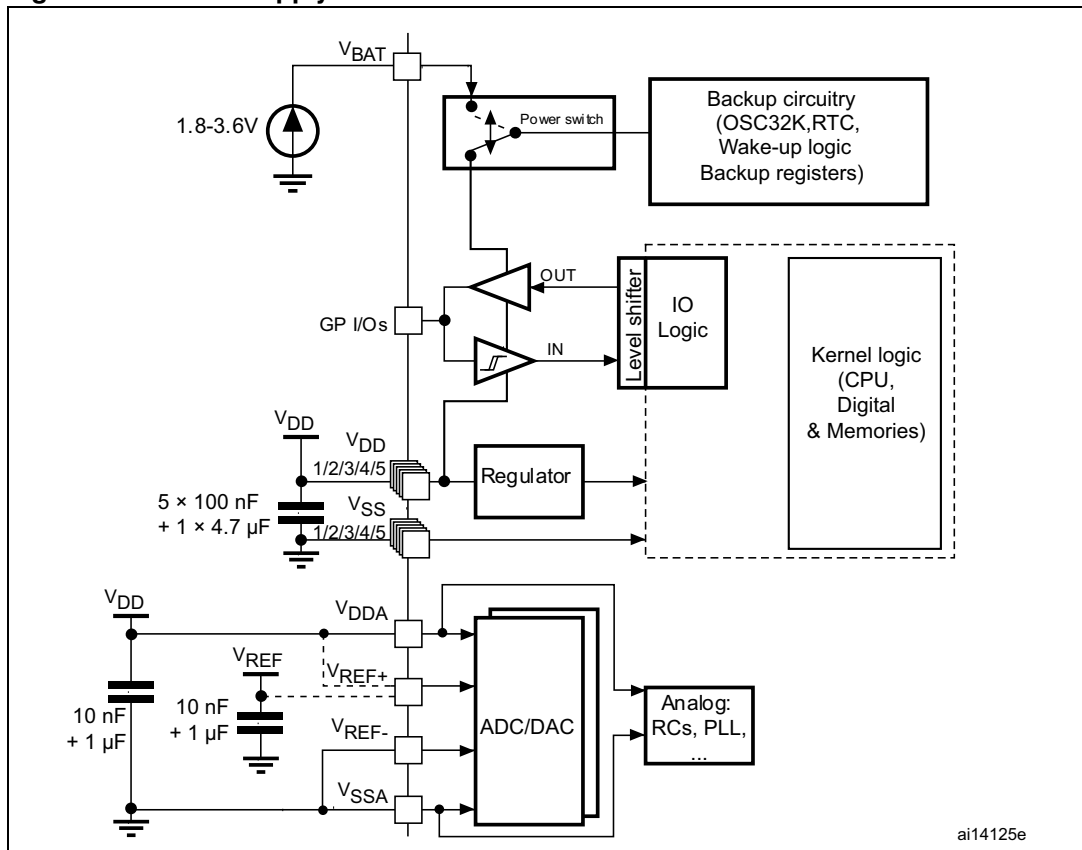 VBAT
1.8-3.6V
Power switch
Backup circuitry
(OSC32K,RTC,
Wake-up logic
Backup registers)
OUT
GP I/Os
IN
Level shifter
IO
Logic
Kernel logic
(CPU,
Digital
& Memories)
VDD
VDD
1/2/3/4/5
Regulator
5 × 100 nF
+ 1 × 4.7 µF
VSS
1/2/3/4/5
VDD
VDDA
VREF
VREF+
10 nF
+ 1 µF
10 nF
+ 1 µF
VREF-
ADC/DAC
Analog:
RCs, PLL,
...
VSSA
ai14125e